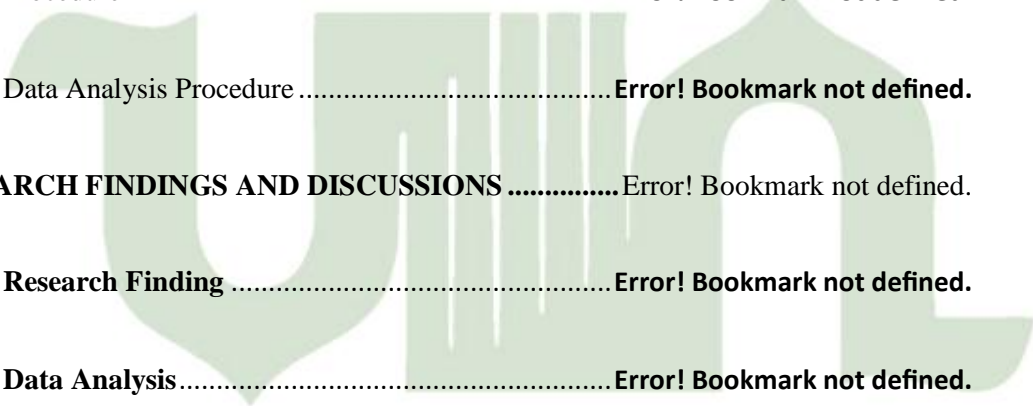 Data Analysis Procedure ........................................... Error! Bookmark not defined.
ARCH FINDINGS AND DISCUSSIONS ............... Error! Bookmark not defined.
Research Finding ................................................... Error! Bookmark not defined.
Data Analysis .......................................................... Error! Bookmark not defined.